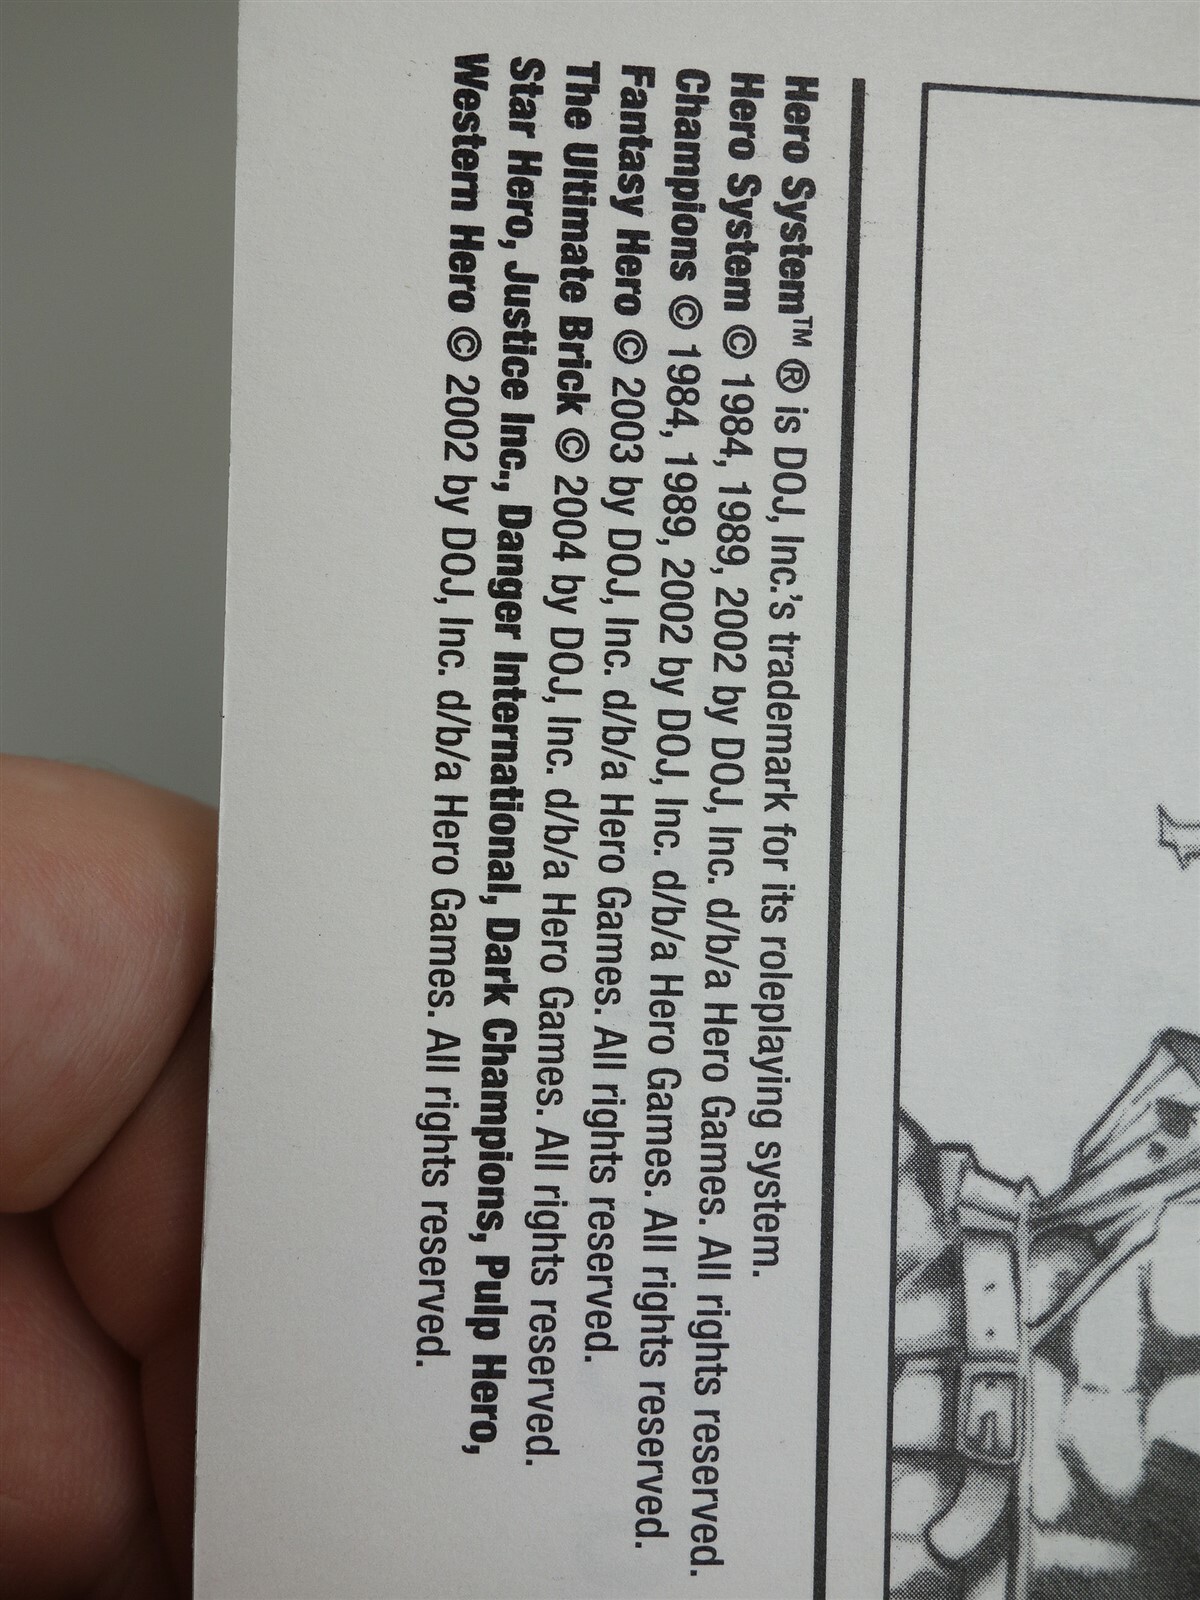 Hero System™ ® is DOJ, Inc.'s trademark for its roleplaying system.
Hero System © 1984, 1989, 2002 by DOJ, Inc. d/b/a Hero Games. All rights reserved.
Champions © 1984, 1989, 2002 by DOJ, Inc. d/b/a Hero Games. All rights reserved.
Fantasy Hero © 2003 by DOJ, Inc. d/b/a Hero Games. All rights reserved.
The Ultimate Brick © 2004 by DOJ, Inc. d/b/a Hero Games. All rights reserved.
Star Hero, Justice Inc., Danger International, Dark Champions, Pulp Hero,
Western Hero © 2002 by DOJ, Inc. d/b/a Hero Games. All rights reserved.